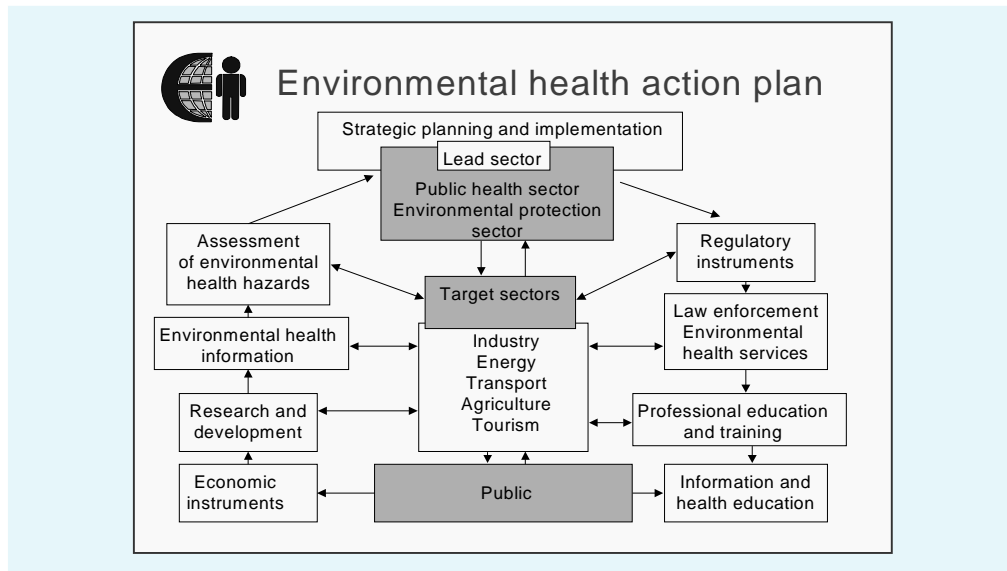 Environmental health action plan
Strategic planning and implementation
Lead sector
Public health sector
Environmental protection
sector
Assessment
of environmental
health hazards
Regulatory
instruments
Target sectors
Law enforcement
Environmental
health services
Environmental health
information
Industry
Energy
Transport
Agriculture
Tourism
Research and
development
Professional education
and training
Economic
instruments
Public
Information and
health education